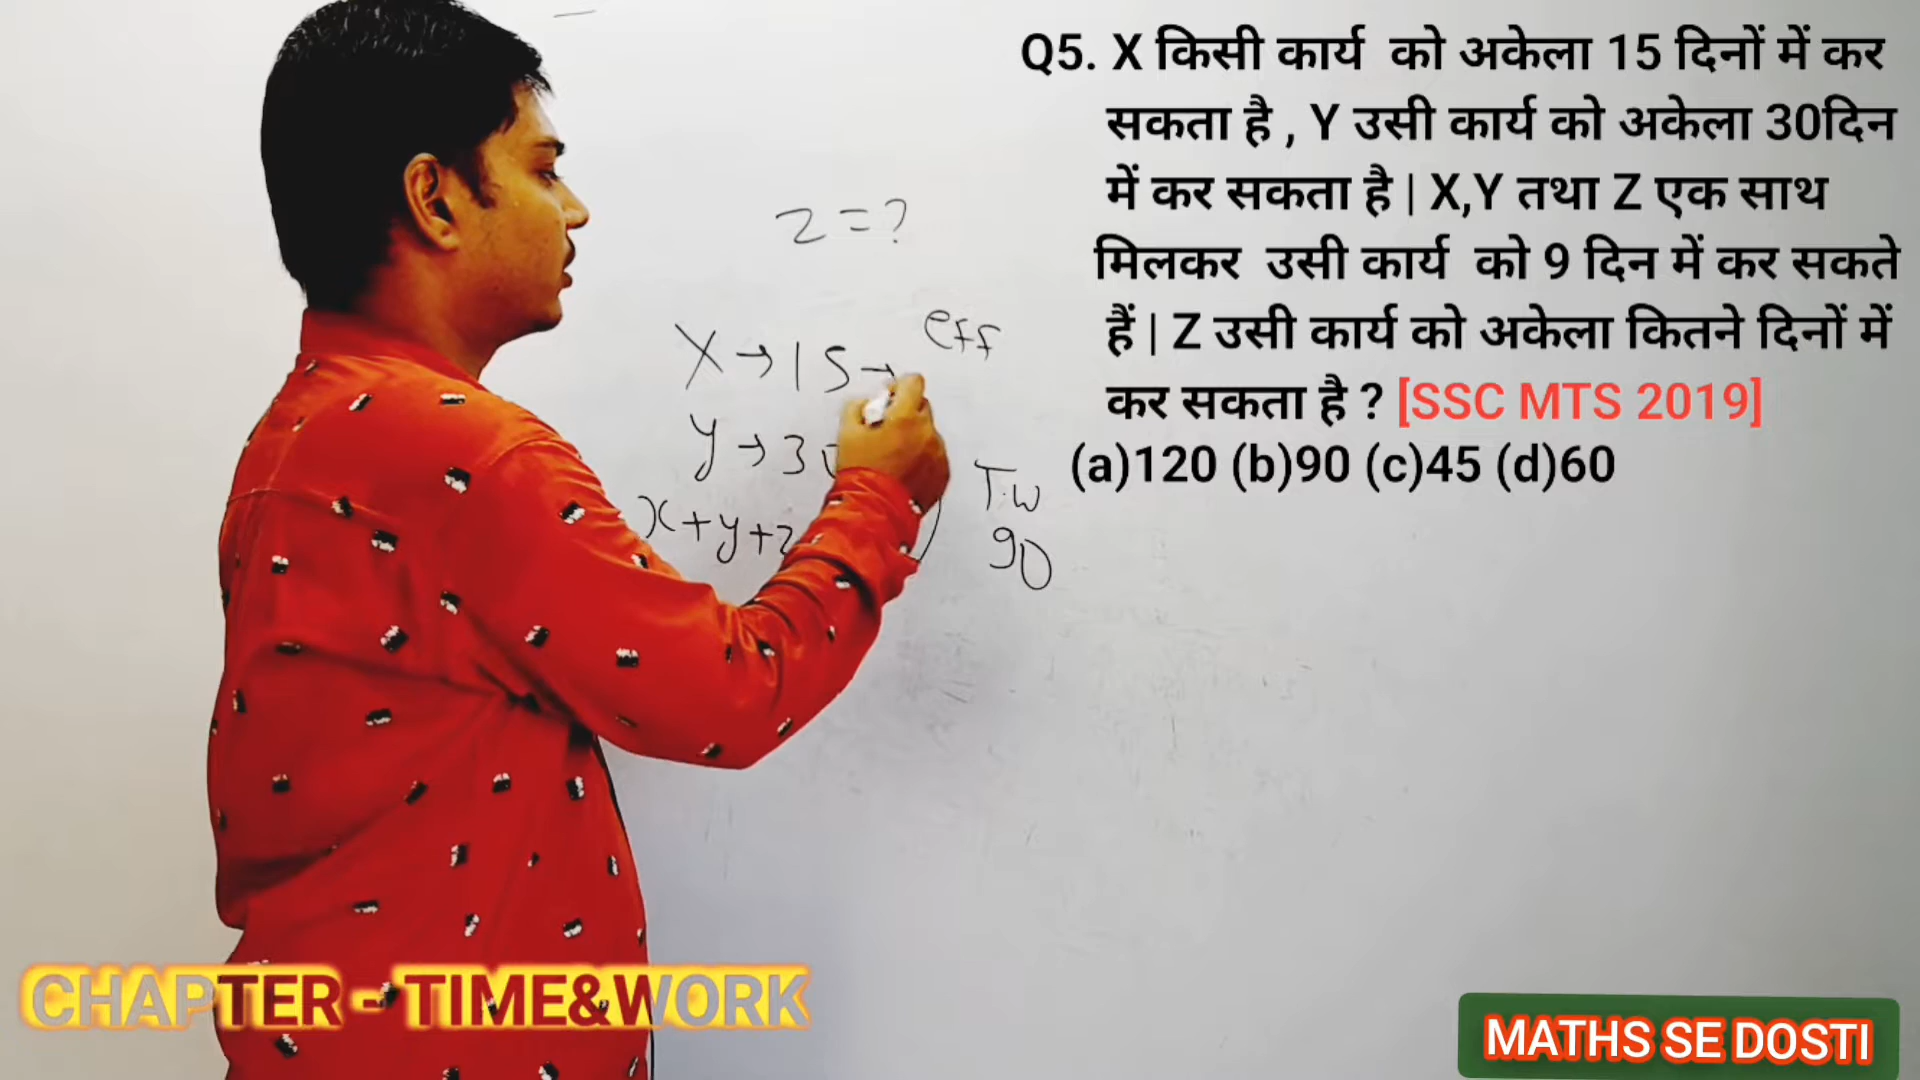 Q5. X किसी कार्य को अकेला 15 दिनों में कर
सकता है , Y उसी कार्य को अकेला 30दिन
में कर सकता है | X,Y तथा Z एक साथ
मिलकर उसी कार्य को 9 दिन में कर सकते
हैं | Z उसी कार्य को अकेला कितने दिनों में
कर सकता है ? [SSC MTS 2019]
(a)120 (b)90 (c)45 (d)60
z = ?
eff
X → 15 →
y → 30
x + y + z
T.W
90
CHAPTER - TIME&WORK
MATHS SE DOSTI